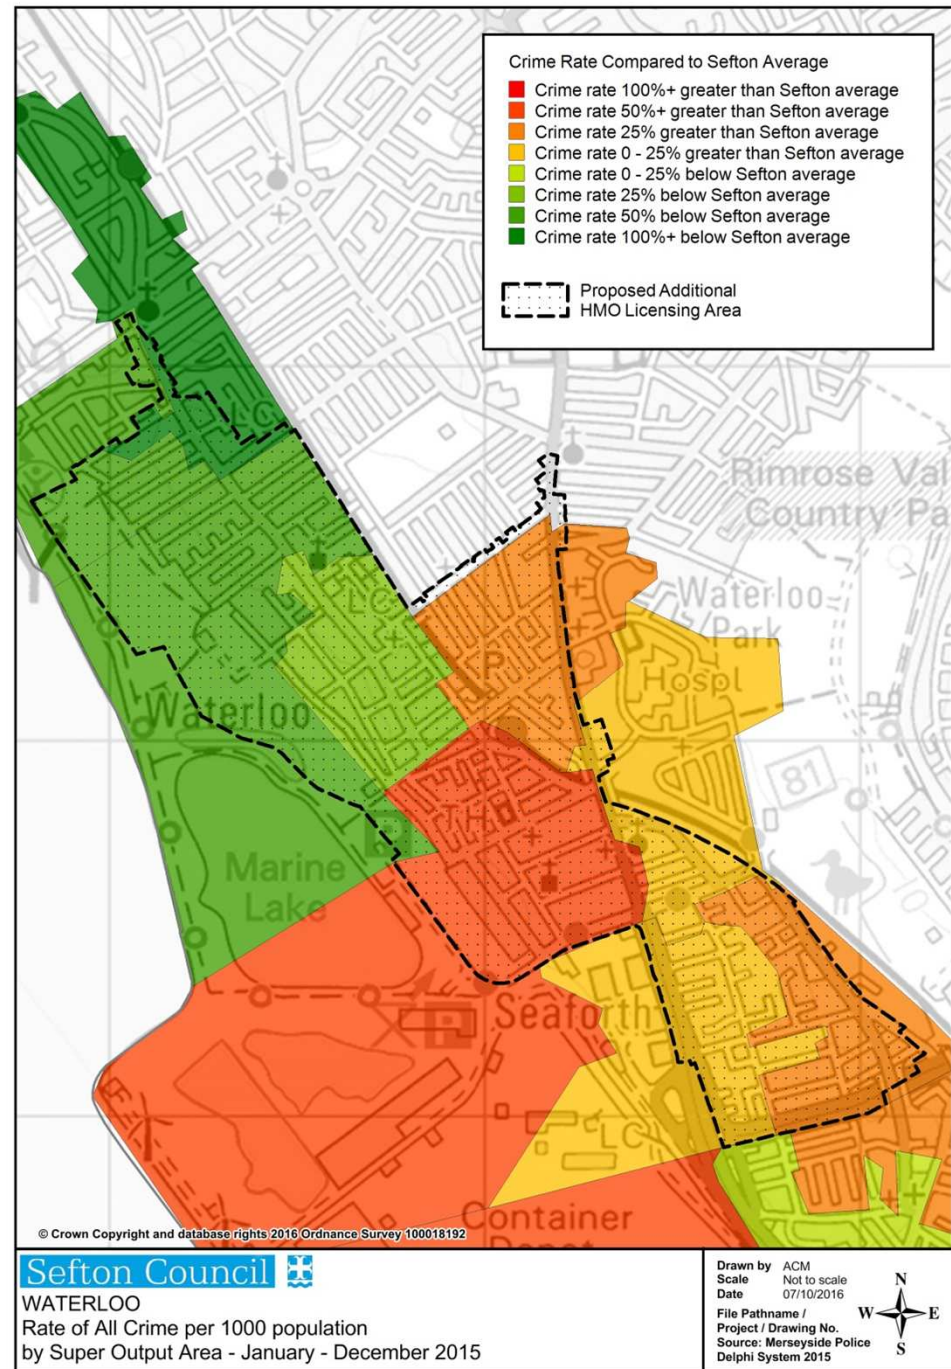 Crime Rate Compared to Sefton Average
Crime rate 100%+ greater than Sefton average
Crime rate 50%+ greater than Sefton average
Crime rate 25% greater than Sefton average
Crime rate 0 - 25% greater than Sefton average
Crime rate 0 - 25% below Sefton average
Crime rate 25% below Sefton average
Crime rate 50% below Sefton average
Crime rate 100%+ below Sefton average
Proposed Additional
HMO Licensing Area
LC
Rimrose Val
Country Pa
LC
P
Waterloo
Park
Hospl
Waterloo
81
TH
Marine
Lake
Seaforth
LC
Container
© Crown Copyright and database rights 2016 Ordnance Survey 100018192
Sefton Council
WATERLOO
Rate of All Crime per 1000 population
by Super Output Area - January - December 2015
Drawn by ACM
Scale Not to scale
Date 07/10/2016
File Pathname /
Project / Drawing No.
Source: Merseyside Police
Delphi System 2015
N
W E
S